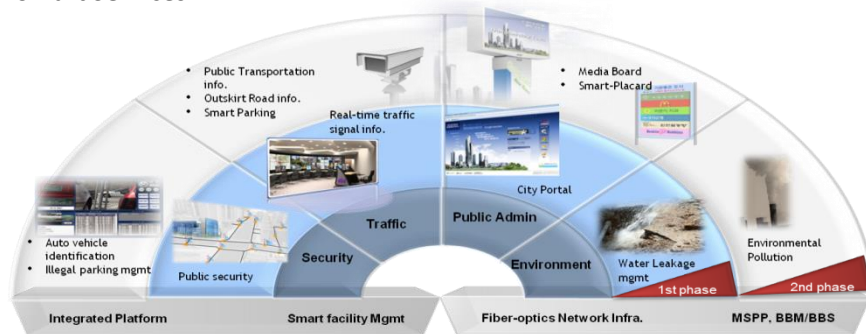 • Public Transportation
info.
• Outskirt Road info.
• Smart Parking
• Media Board
• Smart-Placard
Real-time traffic
signal info.
City Portal
Traffic
Public Admin
• Auto vehicle
identification
• Illegal parking mgmt
Public security
Security
Environment
Water Leakage
mgmt
Environmental
Pollution
1st phase
2nd phase
Integrated Platform
Smart facility Mgmt
Fiber-optics Network Infra.
MSPP, BBM/BBS